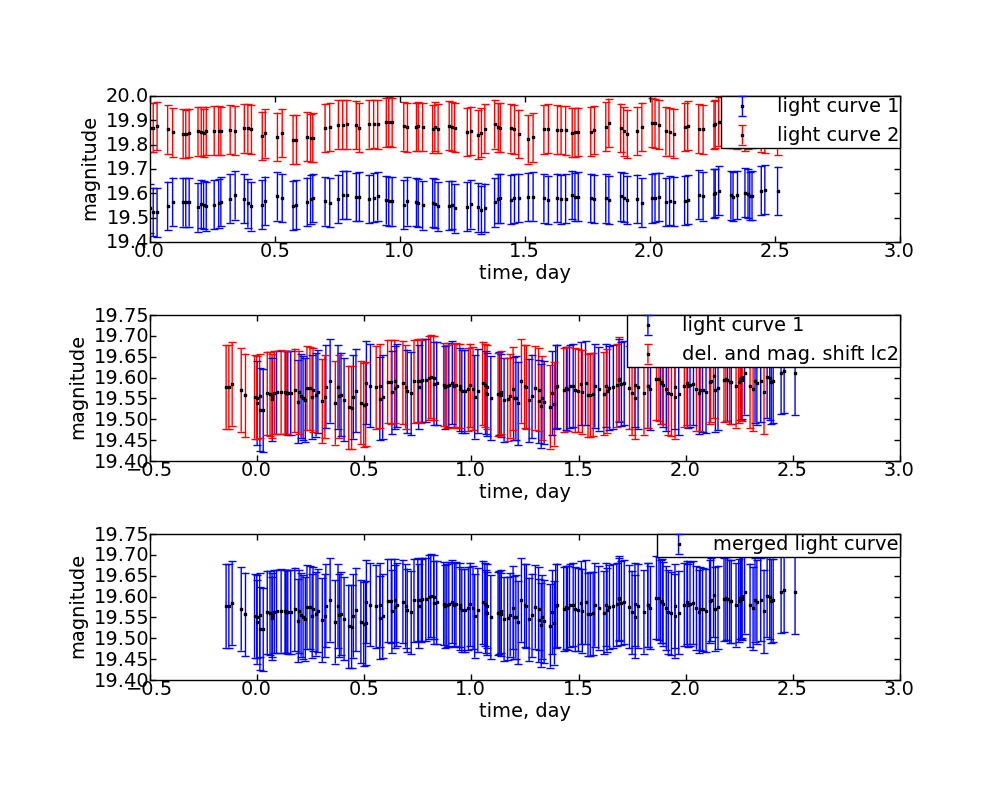 20.0
19.9
19.8
19.7
19.6
19.5
19.4
magnitude
light curve 1
light curve 2
0.0 0.5 1.0 1.5 2.0 2.5 3.0
time, day
19.75
19.70
19.65
19.60
19.55
19.50
19.45
19.40
magnitude
light curve 1
del. and mag. shift lc2
−0.5 0.0 0.5 1.0 1.5 2.0 2.5 3.0
time, day
19.75
19.70
19.65
19.60
19.55
19.50
19.45
19.40
magnitude
merged light curve
−0.5 0.0 0.5 1.0 1.5 2.0 2.5 3.0
time, day